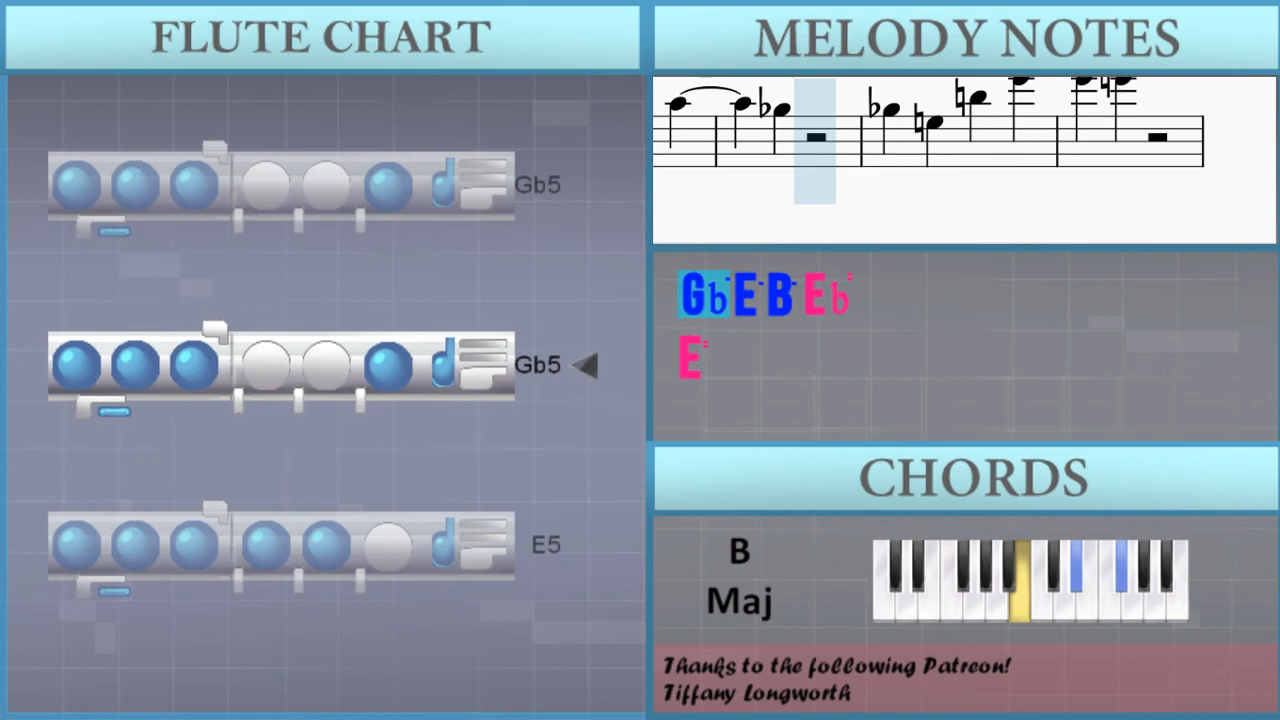 FLUTE CHART
Gb5
Gb5
E5
MELODY NOTES
Gb E B Eb
E
CHORDS
B
Maj
Thanks to the following Patreon!
Tiffany Longworth